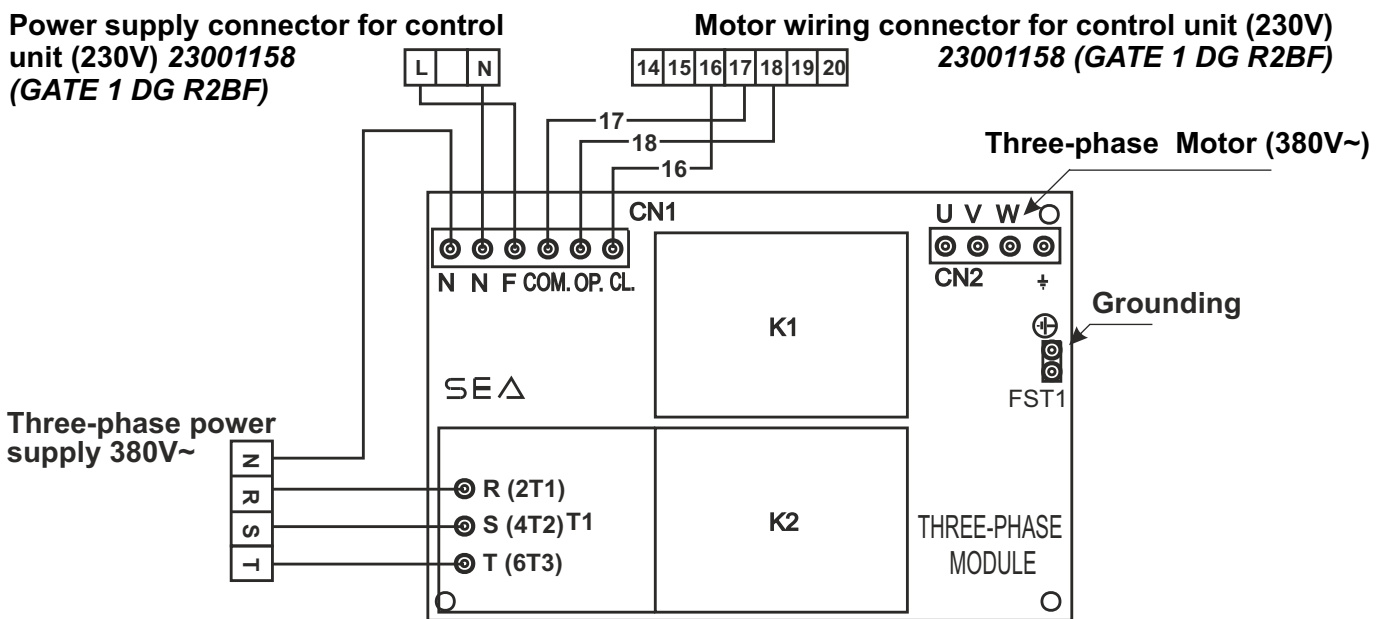 Power supply connector for control
unit (230V) 23001158
(GATE 1 DG R2BF)
Motor wiring connector for control unit (230V)
23001158 (GATE 1 DG R2BF)
L N
14 15 16 17 18 19 20
17
18
16
Three-phase Motor (380V~)
CN1
U V W
N N F COM. OP. CL.
CN2
Grounding
K1
SEA
FST1
Three-phase power
supply 380V~
N
R
S
T
R (2T1)
S (4T2) T1
T (6T3)
K2
THREE-PHASE
MODULE